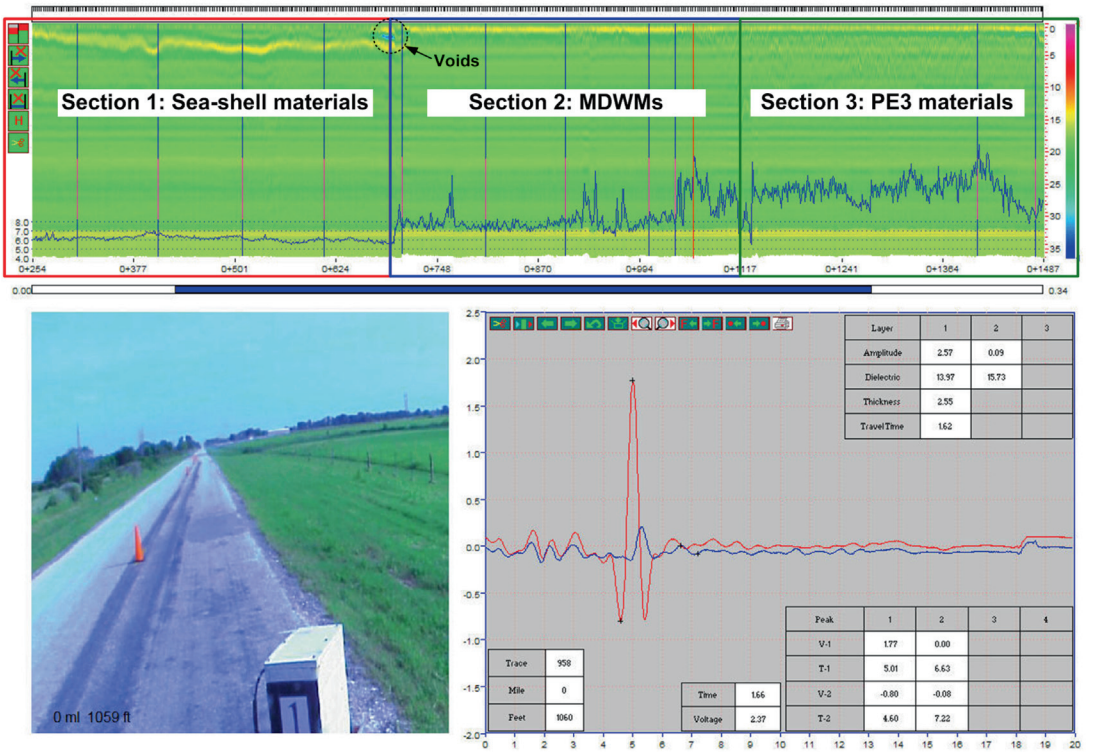 0
5
10
15
20
25
30
35
Voids
Section 1: Sea-shell materials
Section 2: MDWMs
Section 3: PE3 materials
H
8.0
7.0
6.0
5.0
4.0
0+254 0+377 0+501 0+624 0+748 0+870 0+994 0+1117 0+1241 0+1364 0+1487
0.00 0.34
0 ml 1059 ft
1
2.5
2.0
1.5
1.0
0.5
0.0
-0.5
-1.0
-1.5
-2.0
Layer 1 2 3
Amplitude 2.57 0.09
Dielectric 13.97 15.73
Thickness 2.55
Travel Time 1.62
Trace 958
Mile 0
Feet 1060
Time 1.66
Voltage 2.37
Peak 1 2 3 4
V-1 1.77 0.00
T-1 5.01 6.63
V-2 -0.80 -0.08
T-2 4.60 7.22
0 1 2 3 4 5 6 7 8 9 10 11 12 13 14 15 16 17 18 19 20